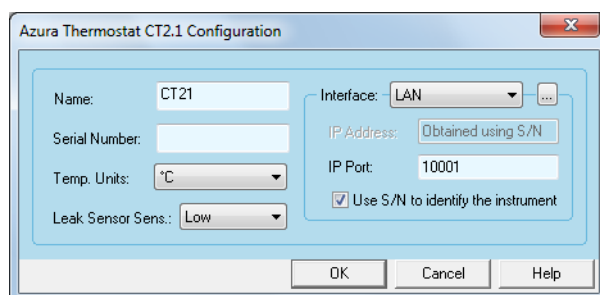 Azura Thermostat CT2.1 Configuration
Name: CT21
Serial Number:
Temp. Units: °C
Leak Sensor Sens.: Low
Interface: LAN ...
IP Address: Obtained using S/N
IP Port: 10001
Use S/N to identify the instrument
OK Cancel Help